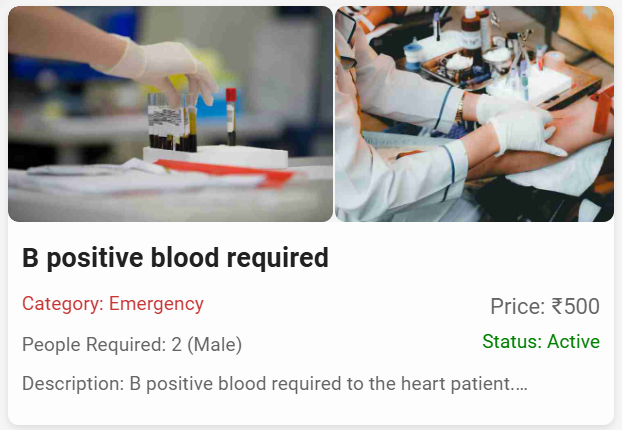 B positive blood required
Category: Emergency
Price: ₹500
People Required: 2 (Male)
Status: Active
Description: B positive blood required to the heart patient....